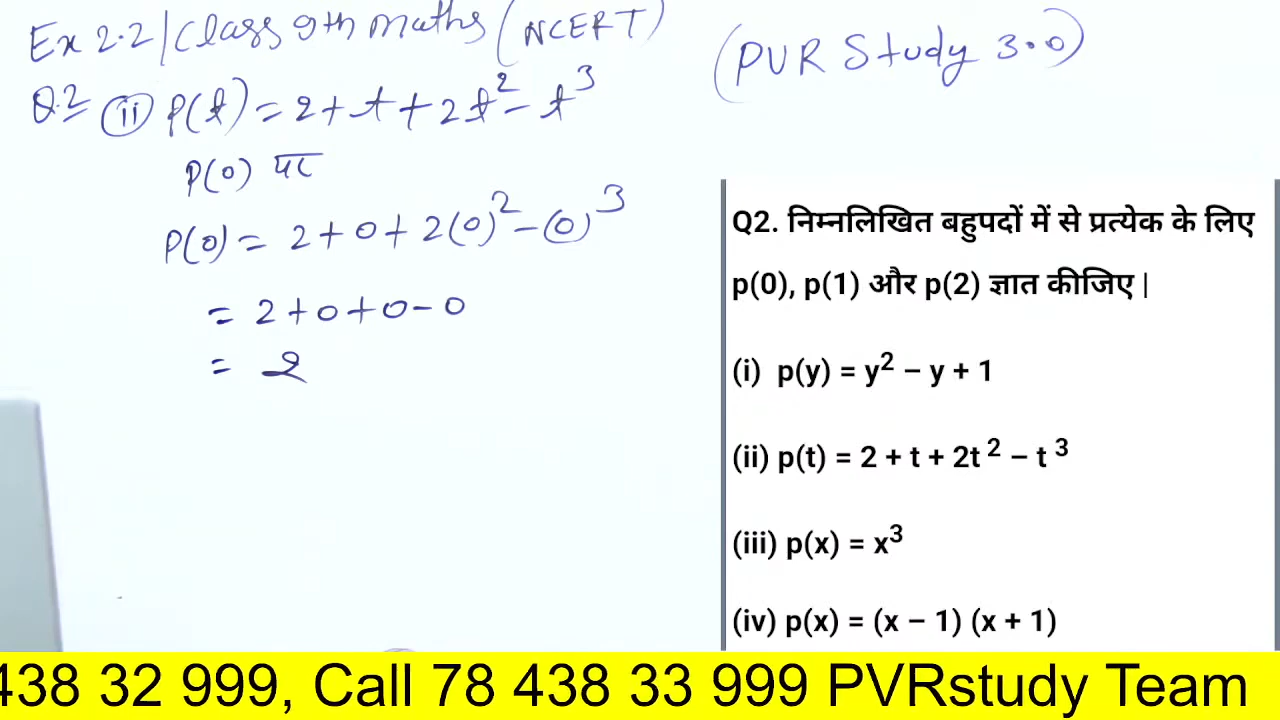 Ex 2.2/Class 9th maths (NCERT)
(PVR Study 3.0)
Q.2 (ii) P(t) = 2 + t + 2t² - t³
P(0) पर
P(0) = 2 + 0 + 2(0)² - (0)³
= 2 + 0 + 0 - 0
= 2
Q2. निम्नलिखित बहुपदों में से प्रत्येक के लिए
p(0), p(1) और p(2) ज्ञात कीजिए |
(i) p(y) = y² – y + 1
(ii) p(t) = 2 + t + 2t² – t³
(iii) p(x) = x³
(iv) p(x) = (x – 1) (x + 1)
438 32 999, Call 78 438 33 999 PVRstudy Team